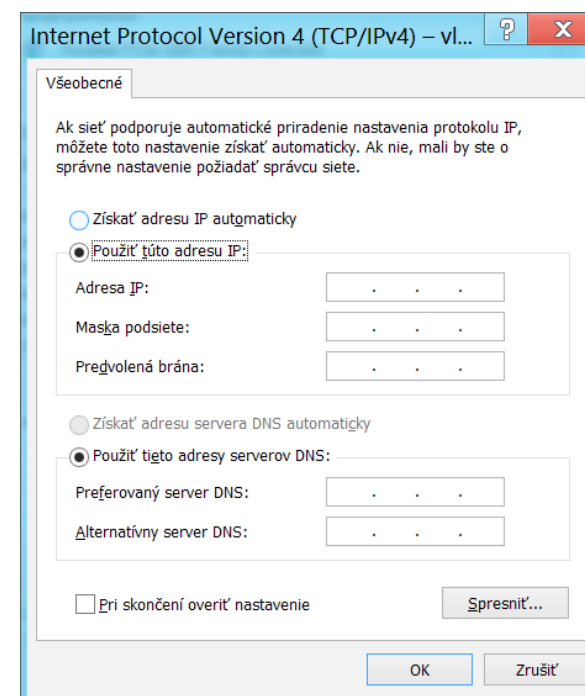 Internet Protocol Version 4 (TCP/IPv4) – vl...
?
X
Všeobecné
Ak sieť podporuje automatické priradenie nastavenia protokolu IP,
môžete toto nastavenie získať automaticky. Ak nie, mali by ste o
správne nastavenie požiadať správcu siete.
Získať adresu IP automaticky
Použiť túto adresu IP:
Adresa IP: . . .
Maska podsiete: . . .
Predvolená brána: . . .
Získať adresu servera DNS automaticky
Použiť tieto adresy serverov DNS:
Preferovaný server DNS: . . .
Alternatívny server DNS: . . .
Pri skončení overiť nastavenie
Spresniť...
OK
Zrušiť